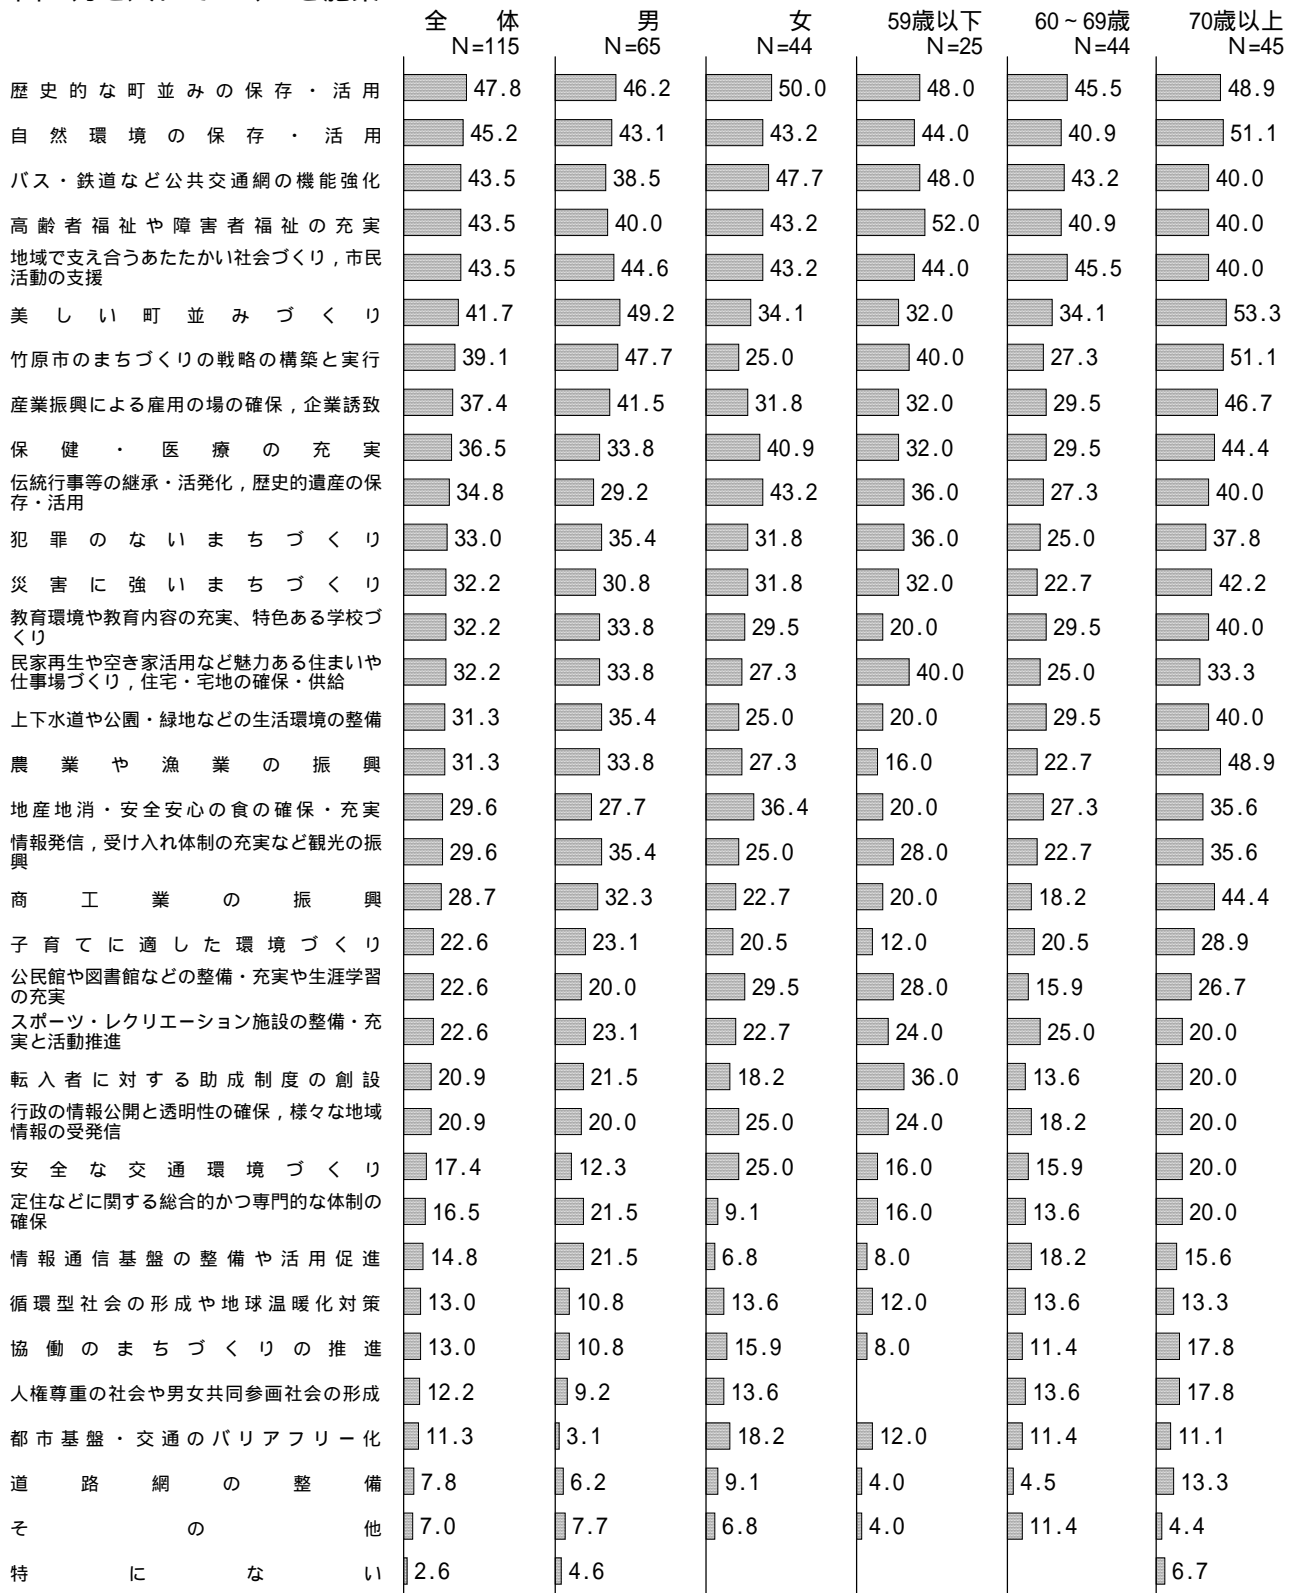 全体 男 女 59歳以下 60～69歳 70歳以上
N=115 N=65 N=44 N=25 N=44 N=45
歴史的な町並みの保存・活用 47.8 46.2 50.0 48.0 45.5 48.9
自然環境の保存・活用 45.2 43.1 43.2 44.0 40.9 51.1
バス・鉄道など公共交通網の機能強化 43.5 38.5 47.7 48.0 43.2 40.0
高齢者福祉や障害者福祉の充実 43.5 40.0 43.2 52.0 40.9 40.0
地域で支え合うあたたかい社会づくり，市民
活動の支援 43.5 44.6 43.2 44.0 45.5 40.0
美しい町並みづくり 41.7 49.2 34.1 32.0 34.1 53.3
竹原市のまちづくりの戦略の構築と実行 39.1 47.7 25.0 40.0 27.3 51.1
産業振興による雇用の場の確保，企業誘致 37.4 41.5 31.8 32.0 29.5 46.7
保健・医療の充実 36.5 33.8 40.9 32.0 29.5 44.4
伝統行事等の継承・活発化，歴史的遺産の保
存・活用 34.8 29.2 43.2 36.0 27.3 40.0
犯罪のないまちづくり 33.0 35.4 31.8 36.0 25.0 37.8
災害に強いまちづくり 32.2 30.8 31.8 32.0 22.7 42.2
教育環境や教育内容の充実、特色ある学校づ
くり 32.2 33.8 29.5 20.0 29.5 40.0
民家再生や空き家活用など魅力ある住まいや
仕事場づくり，住宅・宅地の確保・供給 32.2 33.8 27.3 40.0 25.0 33.3
上下水道や公園・緑地などの生活環境の整備 31.3 35.4 25.0 20.0 29.5 40.0
農業や漁業の振興 31.3 33.8 27.3 16.0 22.7 48.9
地産地消・安全安心の食の確保・充実 29.6 27.7 36.4 20.0 27.3 35.6
情報発信，受け入れ体制の充実など観光の振
興 29.6 35.4 25.0 28.0 22.7 35.6
商工業の振興 28.7 32.3 22.7 20.0 18.2 44.4
子育てに適した環境づくり 22.6 23.1 20.5 12.0 20.5 28.9
公民館や図書館などの整備・充実や生涯学習
の充実 22.6 20.0 29.5 28.0 15.9 26.7
スポーツ・レクリエーション施設の整備・充
実と活動推進 22.6 23.1 22.7 24.0 25.0 20.0
転入者に対する助成制度の創設 20.9 21.5 18.2 36.0 13.6 20.0
行政の情報公開と透明性の確保，様々な地域
情報の受発信 20.9 20.0 25.0 24.0 18.2 20.0
安全な交通環境づくり 17.4 12.3 25.0 16.0 15.9 20.0
定住などに関する総合的かつ専門的な体制の
確保 16.5 21.5 9.1 16.0 13.6 20.0
情報通信基盤の整備や活用促進 14.8 21.5 6.8 8.0 18.2 15.6
循環型社会の形成や地球温暖化対策 13.0 10.8 13.6 12.0 13.6 13.3
協働のまちづくりの推進 13.0 10.8 15.9 8.0 11.4 17.8
人権尊重の社会や男女共同参画社会の形成 12.2 9.2 13.6 13.6 17.8
都市基盤・交通のバリアフリー化 11.3 3.1 18.2 12.0 11.4 11.1
道路網の整備 7.8 6.2 9.1 4.0 4.5 13.3
その他 7.0 7.7 6.8 4.0 11.4 4.4
特にない 2.6 4.6 6.7